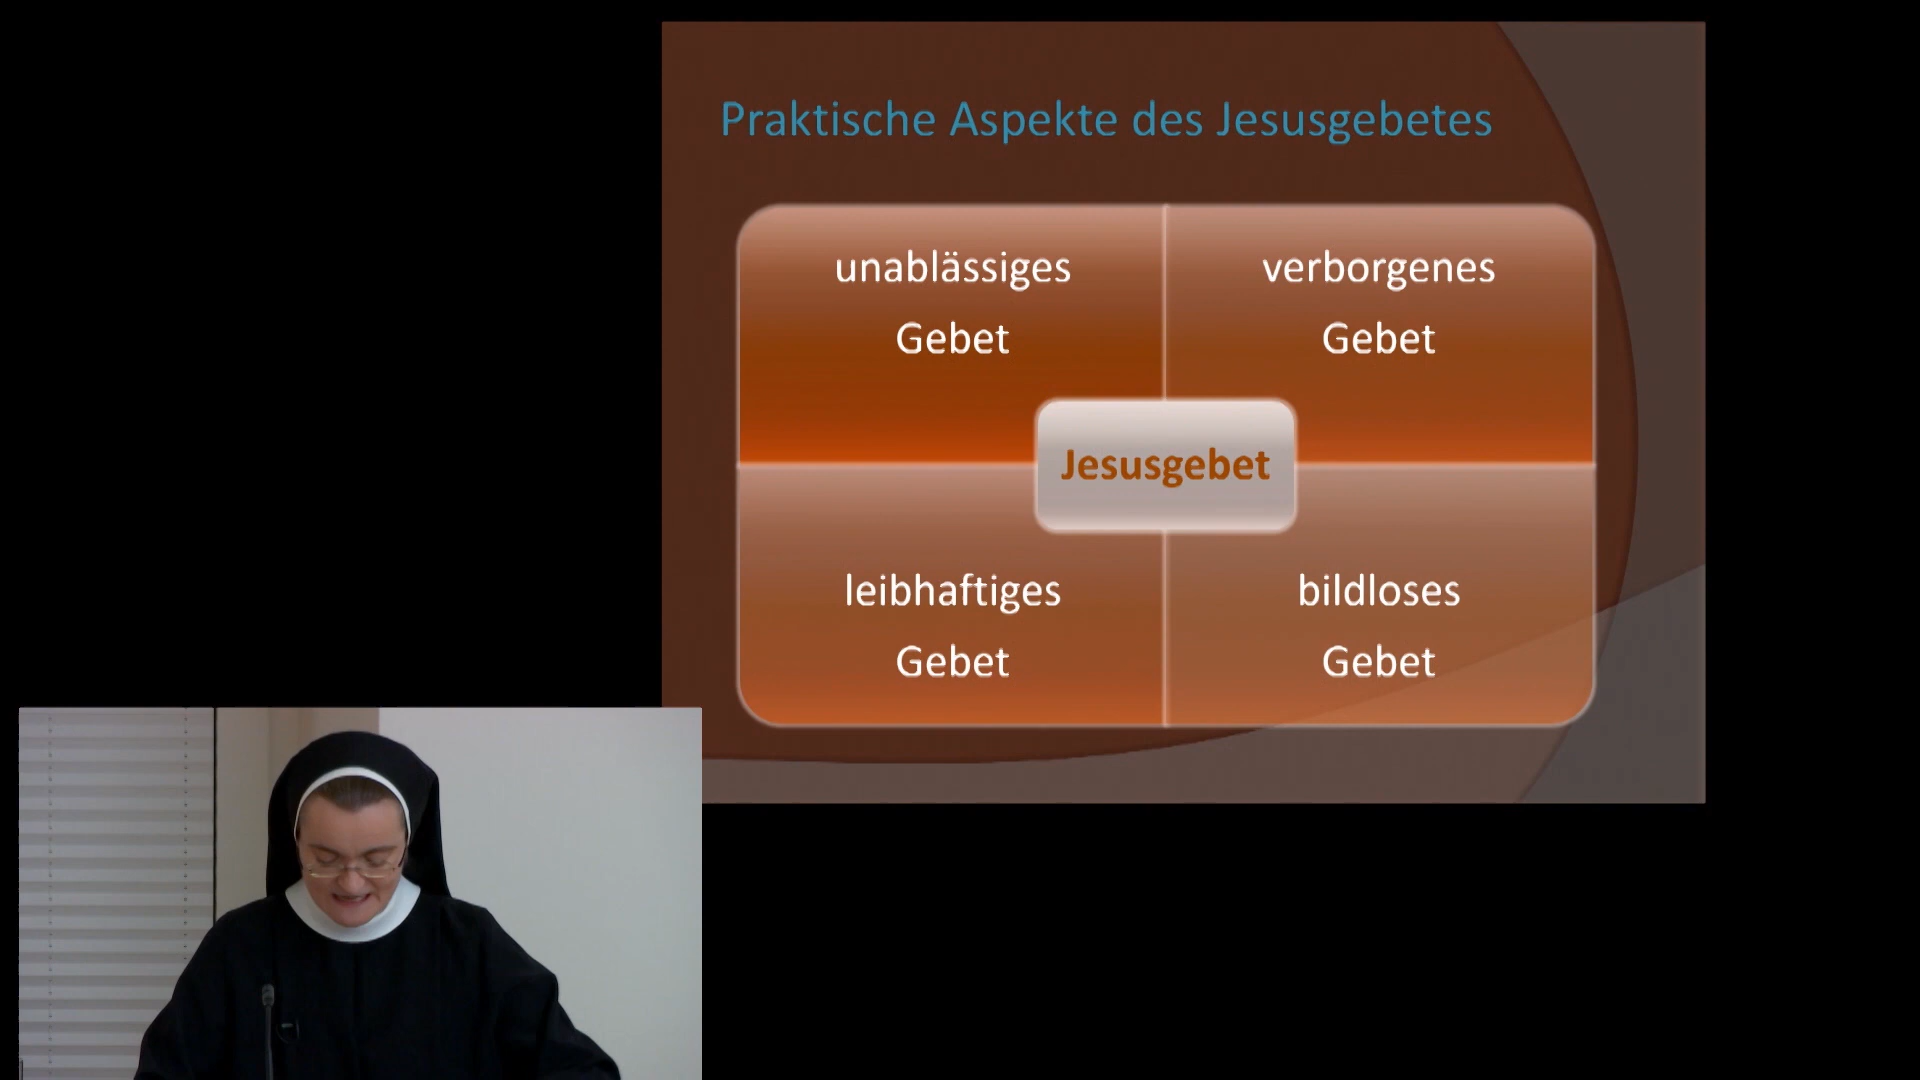 Praktische Aspekte des Jesusgebetes
unablässiges
Gebet
verborgenes
Gebet
Jesusgebet
leibhaftiges
Gebet
bildloses
Gebet